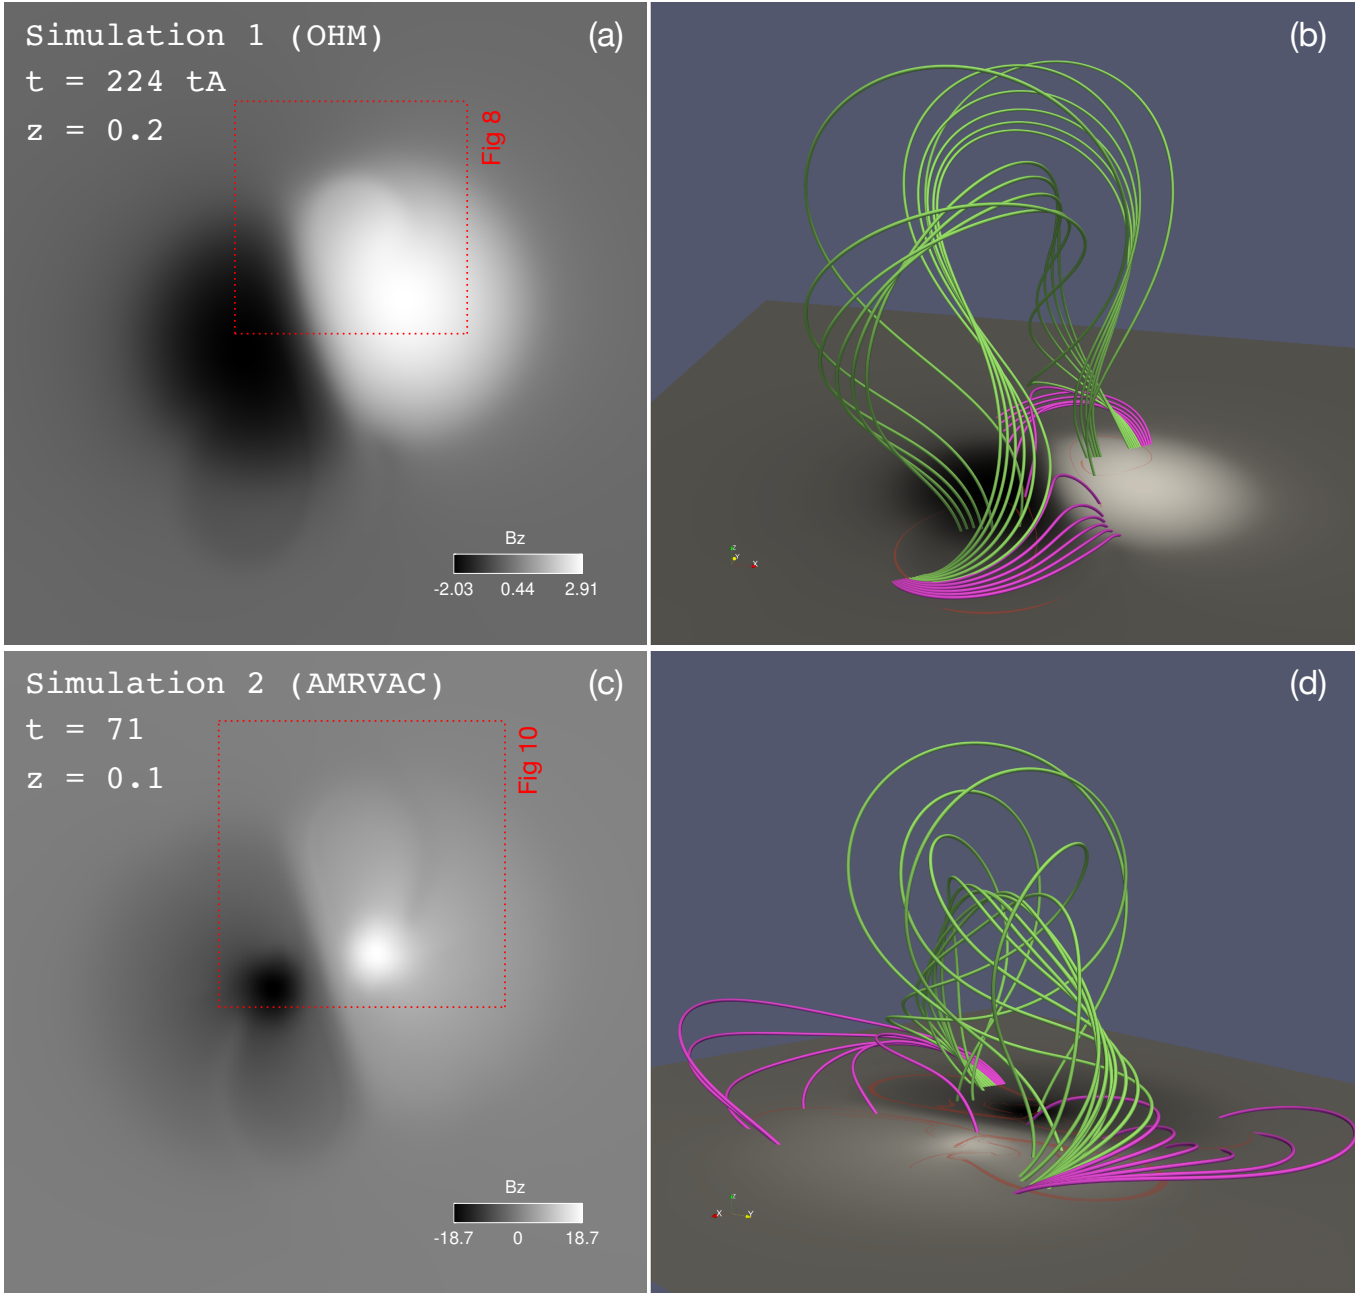 Simulation 1 (OHM)
(a)
t = 224 tA
z = 0.2
Fig 8
Bz
-2.03 0.44 2.91
(b)
z
Y
X
Simulation 2 (AMRVAC)
(c)
t = 71
z = 0.1
Fig 10
Bz
-18.7 0 18.7
(d)
z
X
Y